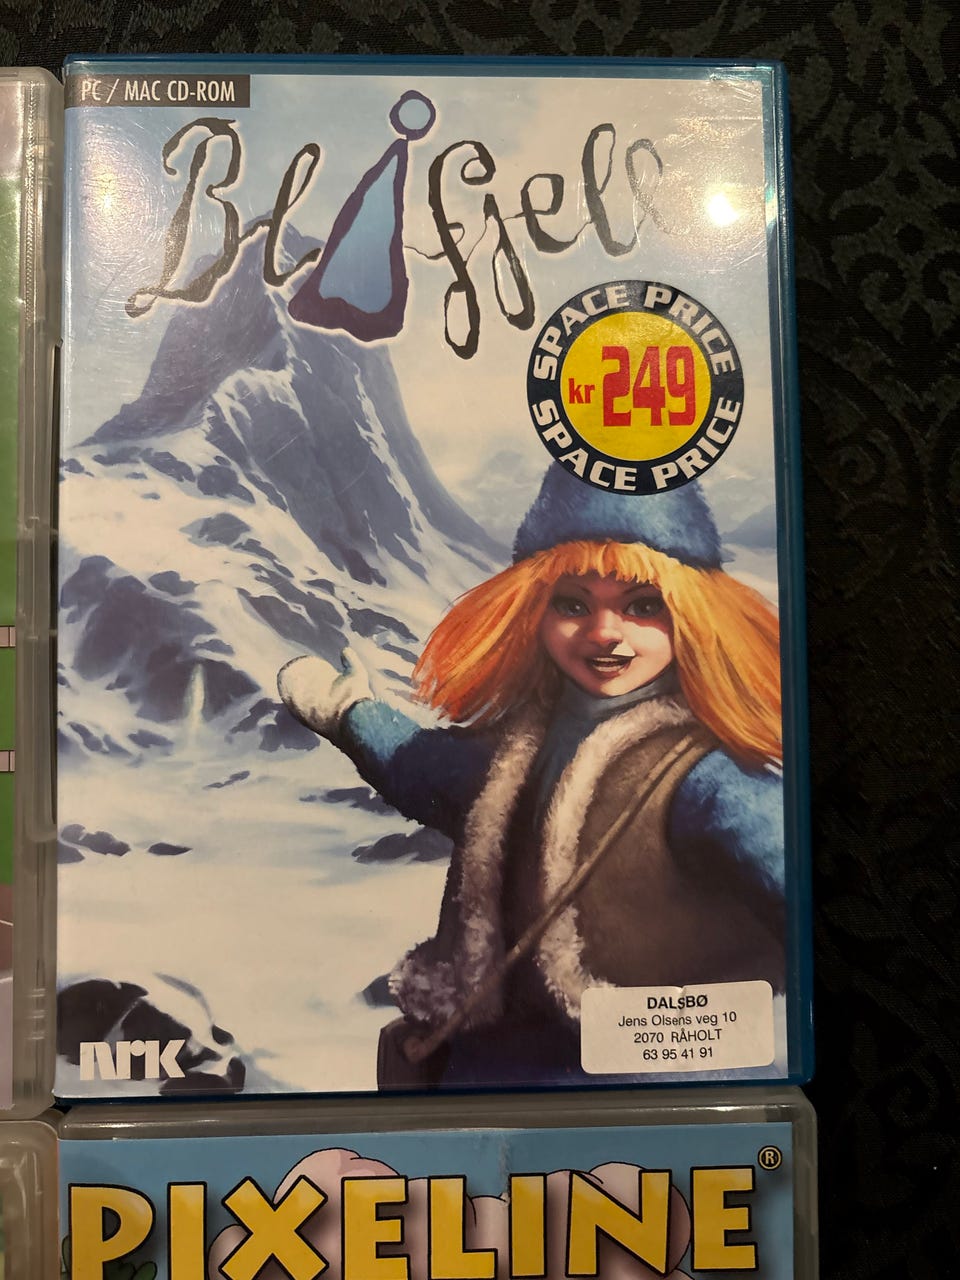 PC / MAC CD-ROM
Blåfjell
SPACE PRICE
kr 249
SPACE PRICE
DALSBØ
Jens Olsens veg 10
2070 RÅHOLT
63 95 41 91
NRK
PIXELINE®